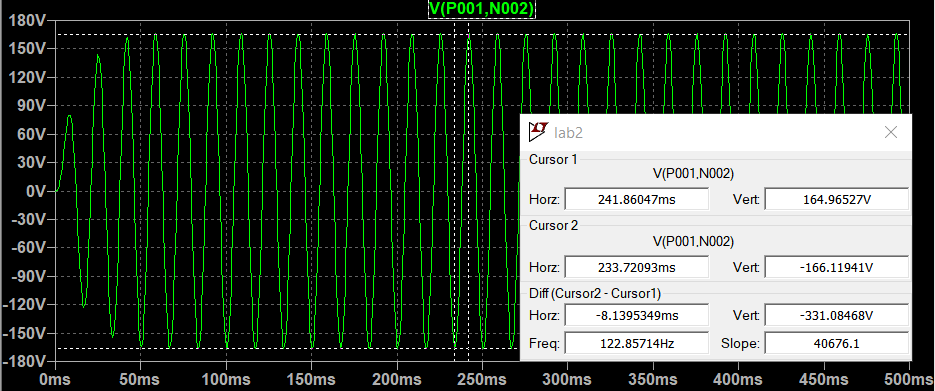 V(P001,N002)
180V
150V
120V
90V
60V
30V
0V
-30V
-60V
-90V
-120V
-150V
-180V
0ms 50ms 100ms 150ms 200ms 250ms 300ms 350ms 400ms 450ms 500ms
lab2
Cursor 1
V(P001,N002)
Horz: 241.86047ms Vert: 164.96527V
Cursor 2
V(P001,N002)
Horz: 233.72093ms Vert: -166.11941V
Diff (Cursor2 - Cursor1)
Horz: -8.1395349ms Vert: -331.08468V
Freq: 122.85714Hz Slope: 40676.1